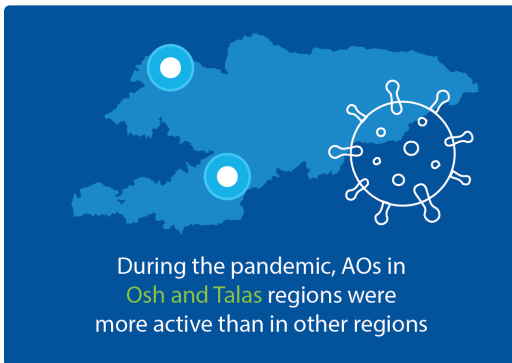 During the pandemic, AOs in
Osh and Talas regions were
more active than in other regions